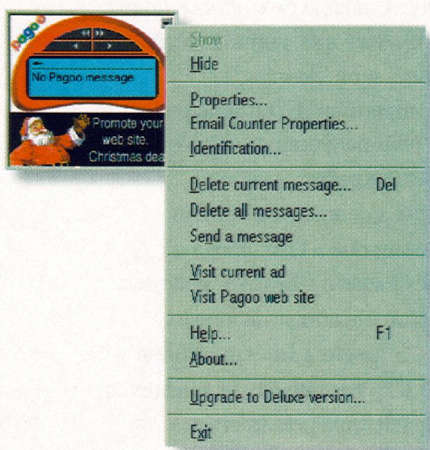 pagoo
No Pagoo message
Promote your
web site.
Christmas dea
Show
Hide
Properties...
Email Counter Properties...
Identification...
Delete current message... Del
Delete all messages...
Send a message
Visit current ad
Visit Pagoo web site
Help... F1
About...
Upgrade to Deluxe version...
Exit